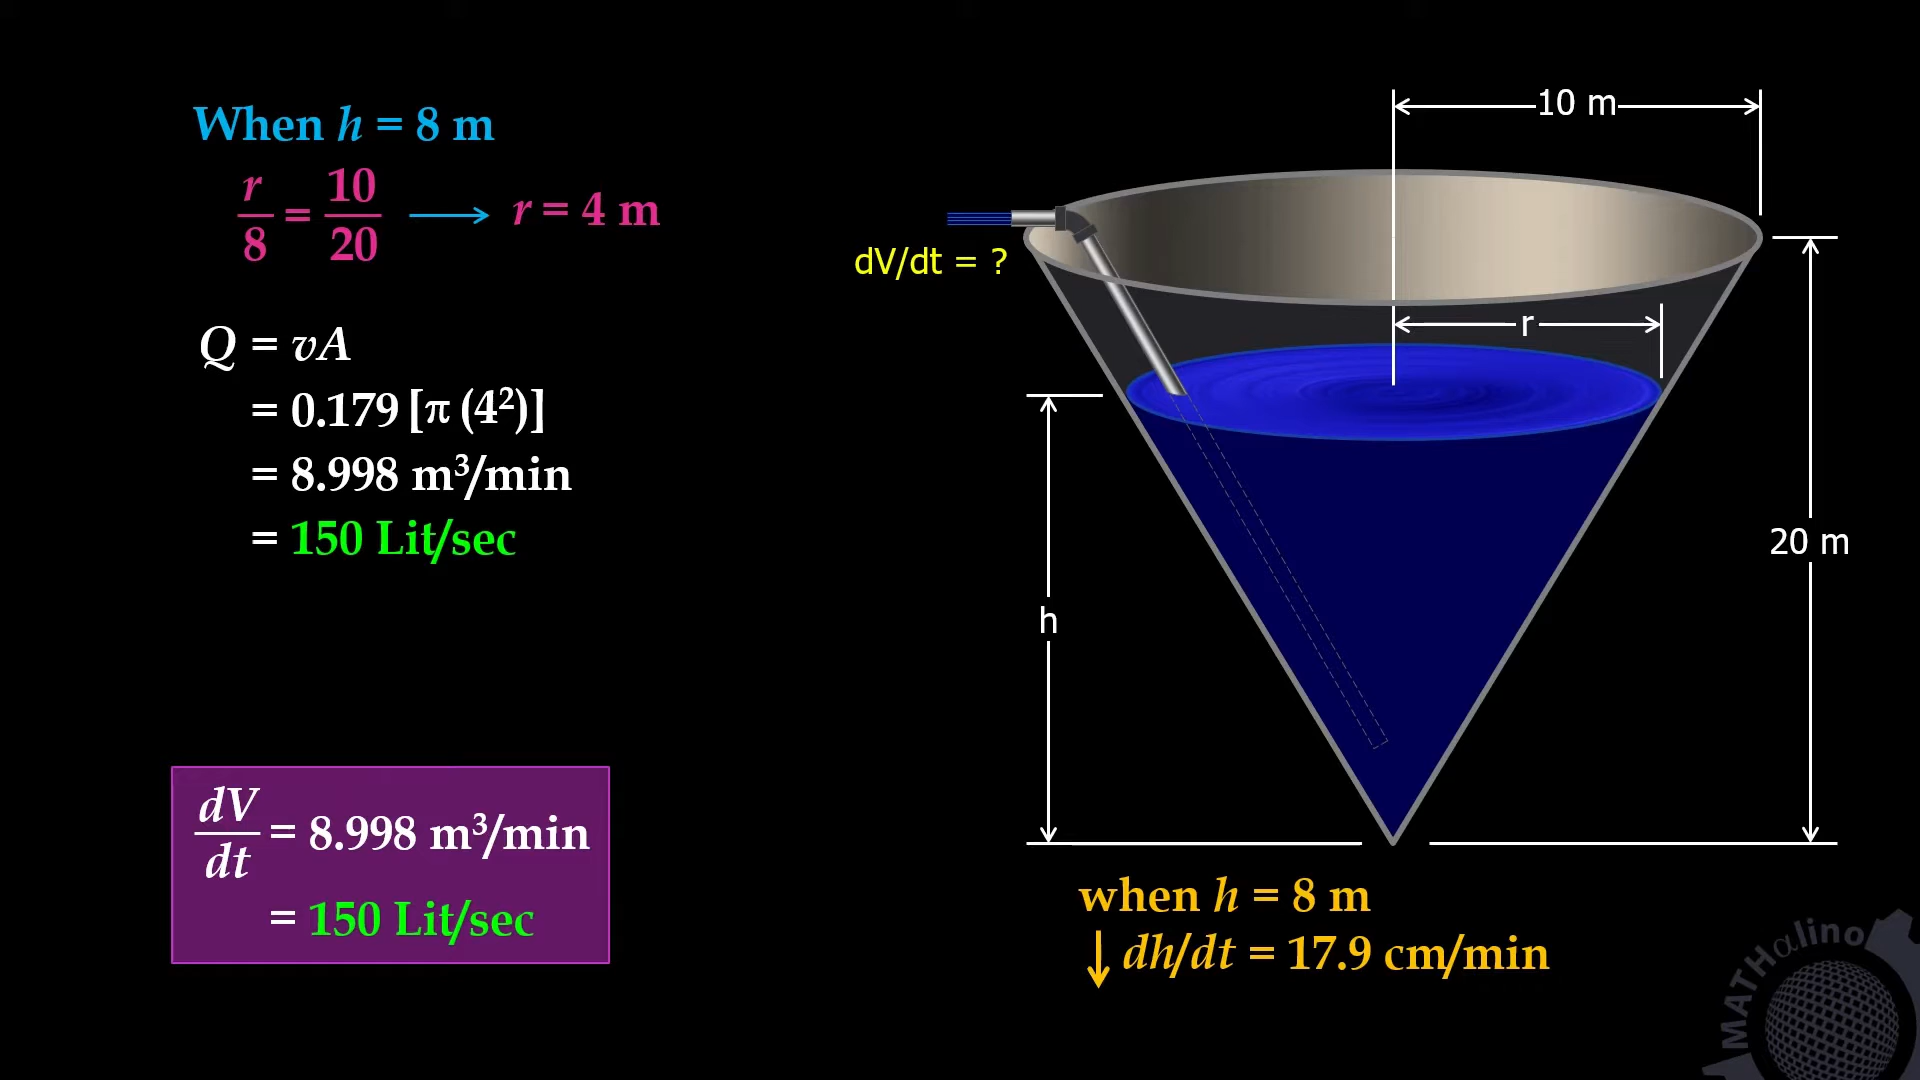 When h = 8 m
r/8 = 10/20 ⟶ r = 4 m
Q = vA
= 0.179 [π (4²)]
= 8.998 m³/min
= 150 Lit/sec
dV/dt = 8.998 m³/min
= 150 Lit/sec
10 m
dV/dt = ?
r
20 m
h
when h = 8 m
↓ dh/dt = 17.9 cm/min
MATHalino